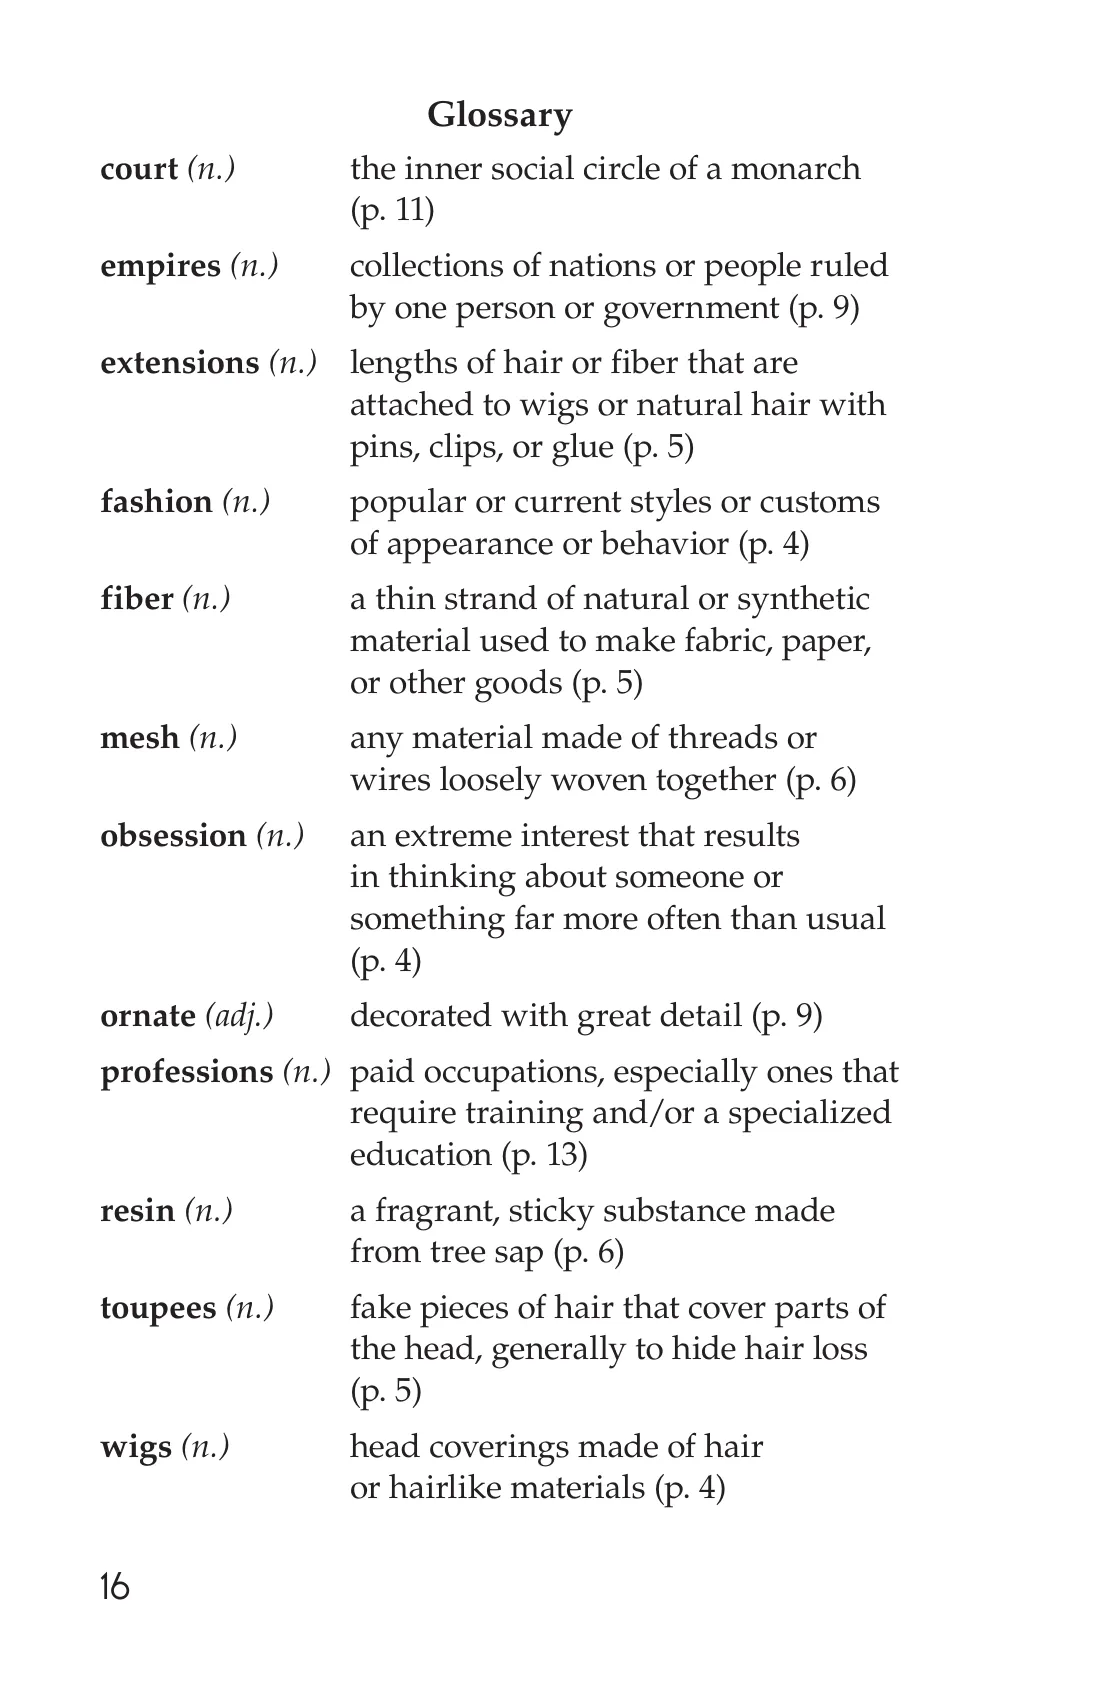 Glossary
court (n.) the inner social circle of a monarch
(p. 11)
empires (n.) collections of nations or people ruled
by one person or government (p. 9)
extensions (n.) lengths of hair or fiber that are
attached to wigs or natural hair with
pins, clips, or glue (p. 5)
fashion (n.) popular or current styles or customs
of appearance or behavior (p. 4)
fiber (n.) a thin strand of natural or synthetic
material used to make fabric, paper,
or other goods (p. 5)
mesh (n.) any material made of threads or
wires loosely woven together (p. 6)
obsession (n.) an extreme interest that results
in thinking about someone or
something far more often than usual
(p. 4)
ornate (adj.) decorated with great detail (p. 9)
professions (n.) paid occupations, especially ones that
require training and/or a specialized
education (p. 13)
resin (n.) a fragrant, sticky substance made
from tree sap (p. 6)
toupees (n.) fake pieces of hair that cover parts of
the head, generally to hide hair loss
(p. 5)
wigs (n.) head coverings made of hair
or hairlike materials (p. 4)
16